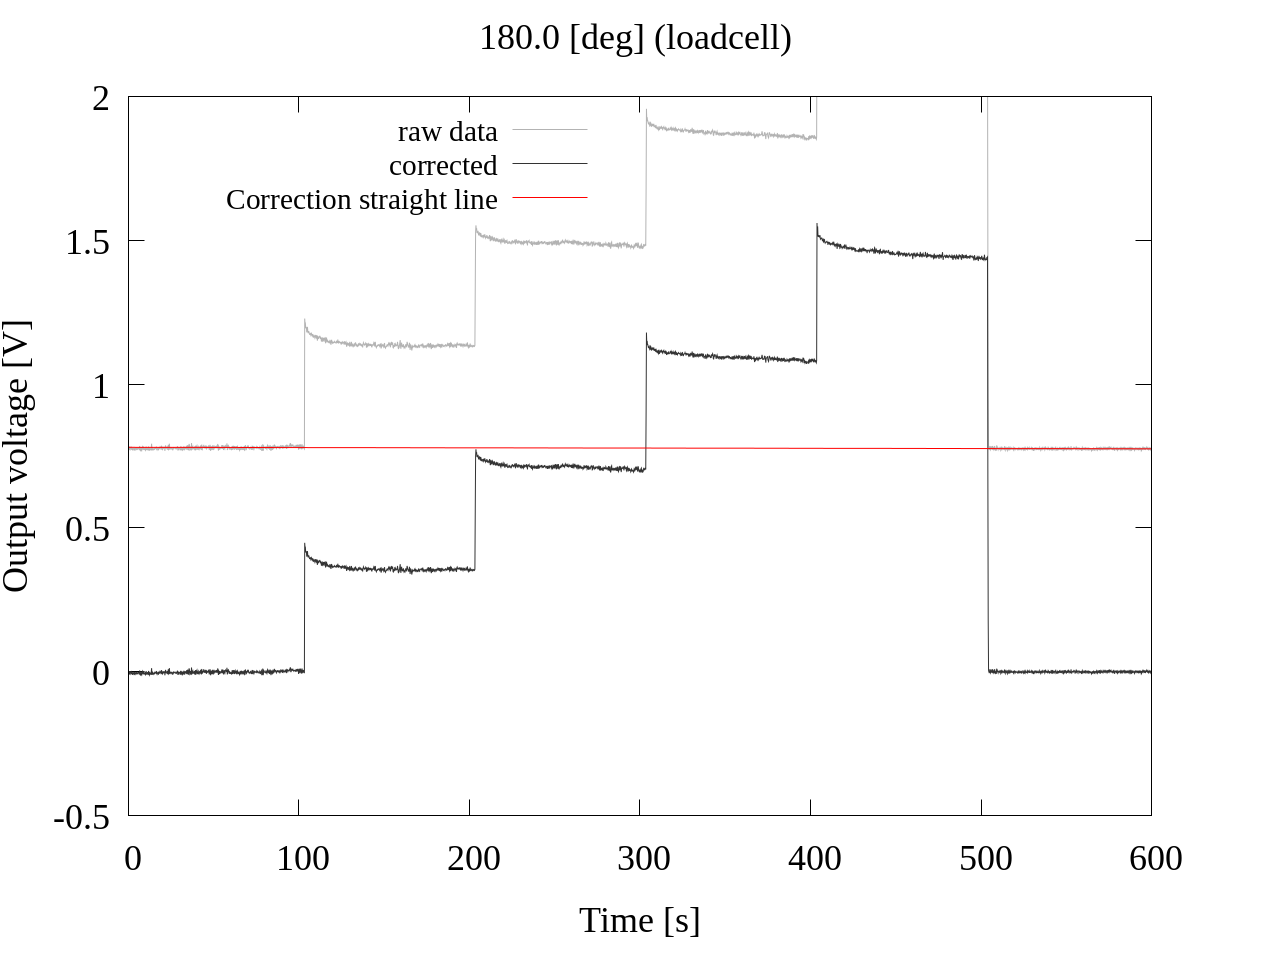 180.0 [deg] (loadcell)
raw data
corrected
Correction straight line
2
1.5
1
0.5
0
-0.5
Output voltage [V]
0 100 200 300 400 500 600
Time [s]